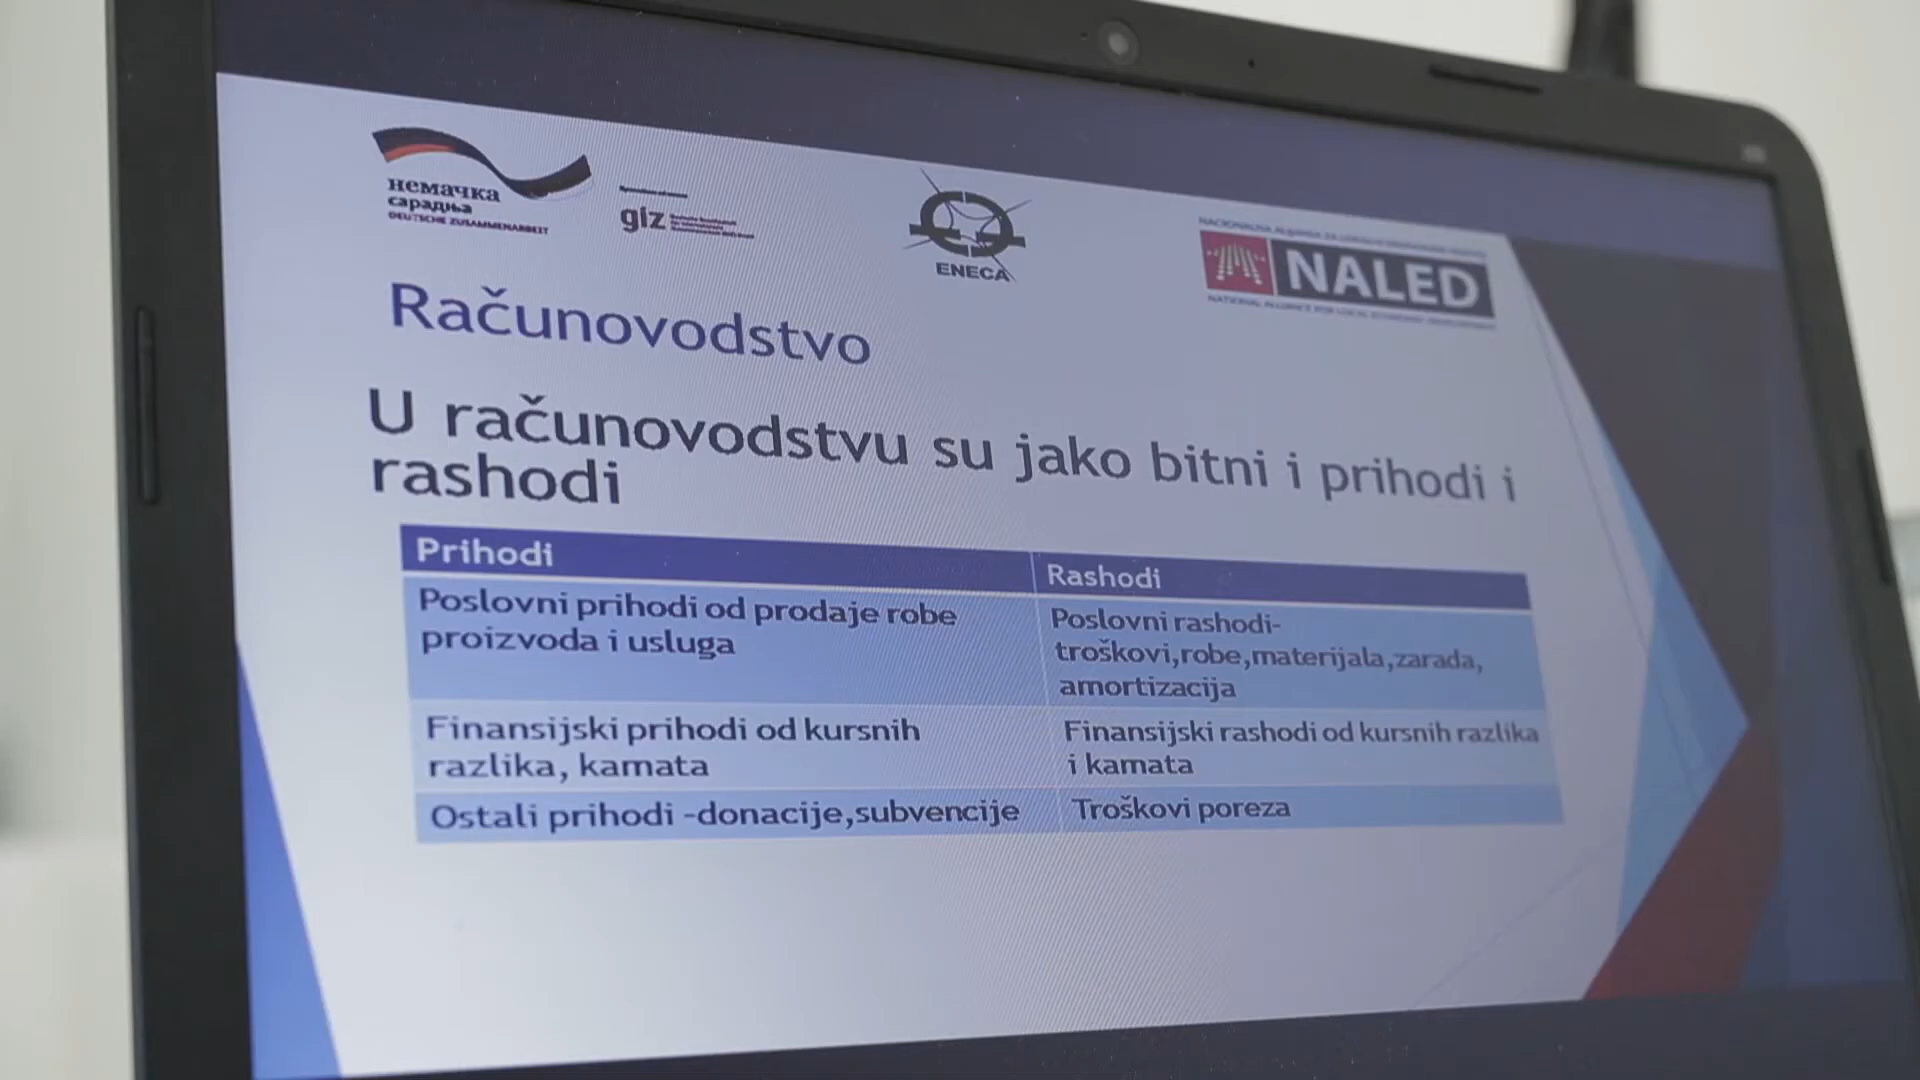 немачка
сарадња
DEUTSCHE ZUSAMMENARBEIT
giz
ENECA
NALED
Računovodstvo
U računovodstvu su jako bitni i prihodi i
rashodi
Prihodi
Rashodi
Poslovni prihodi od prodaje robe
proizvoda i usluga
Poslovni rashodi-
troškovi,robe,materijala,zarada,
amortizacija
Finansijski prihodi od kursnih
razlika, kamata
Finansijski rashodi od kursnih razlika
i kamata
Ostali prihodi -donacije,subvencije
Troškovi poreza